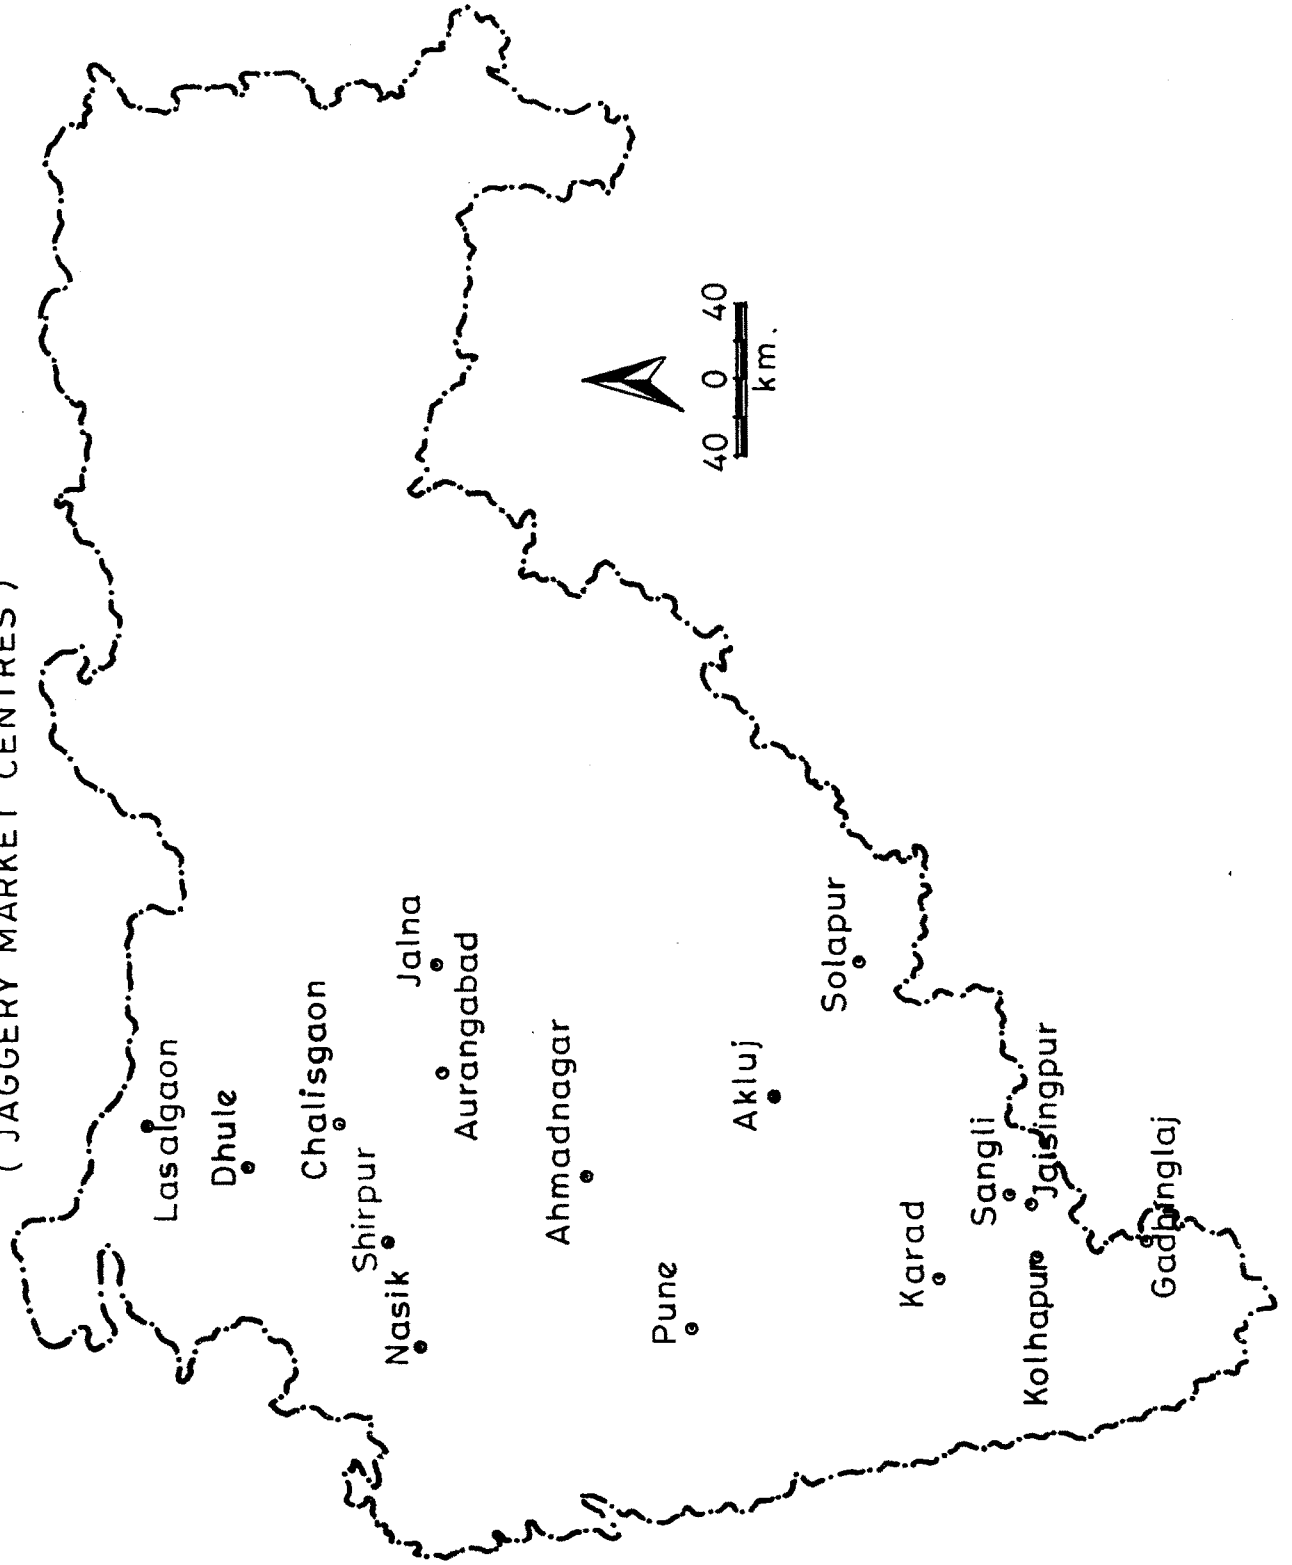 ( JAGGERY MARKET CENTRES )
Lasalgaon
Dhule
Chalisgaon
Shirpur
Nasik
Jalna
Aurangabad
Ahmadnagar
Pune
Akluj
Solapur
Karad
Sangli
Jaisingpur
Kolhapur
Gadhinglaj
40 0 40
km.